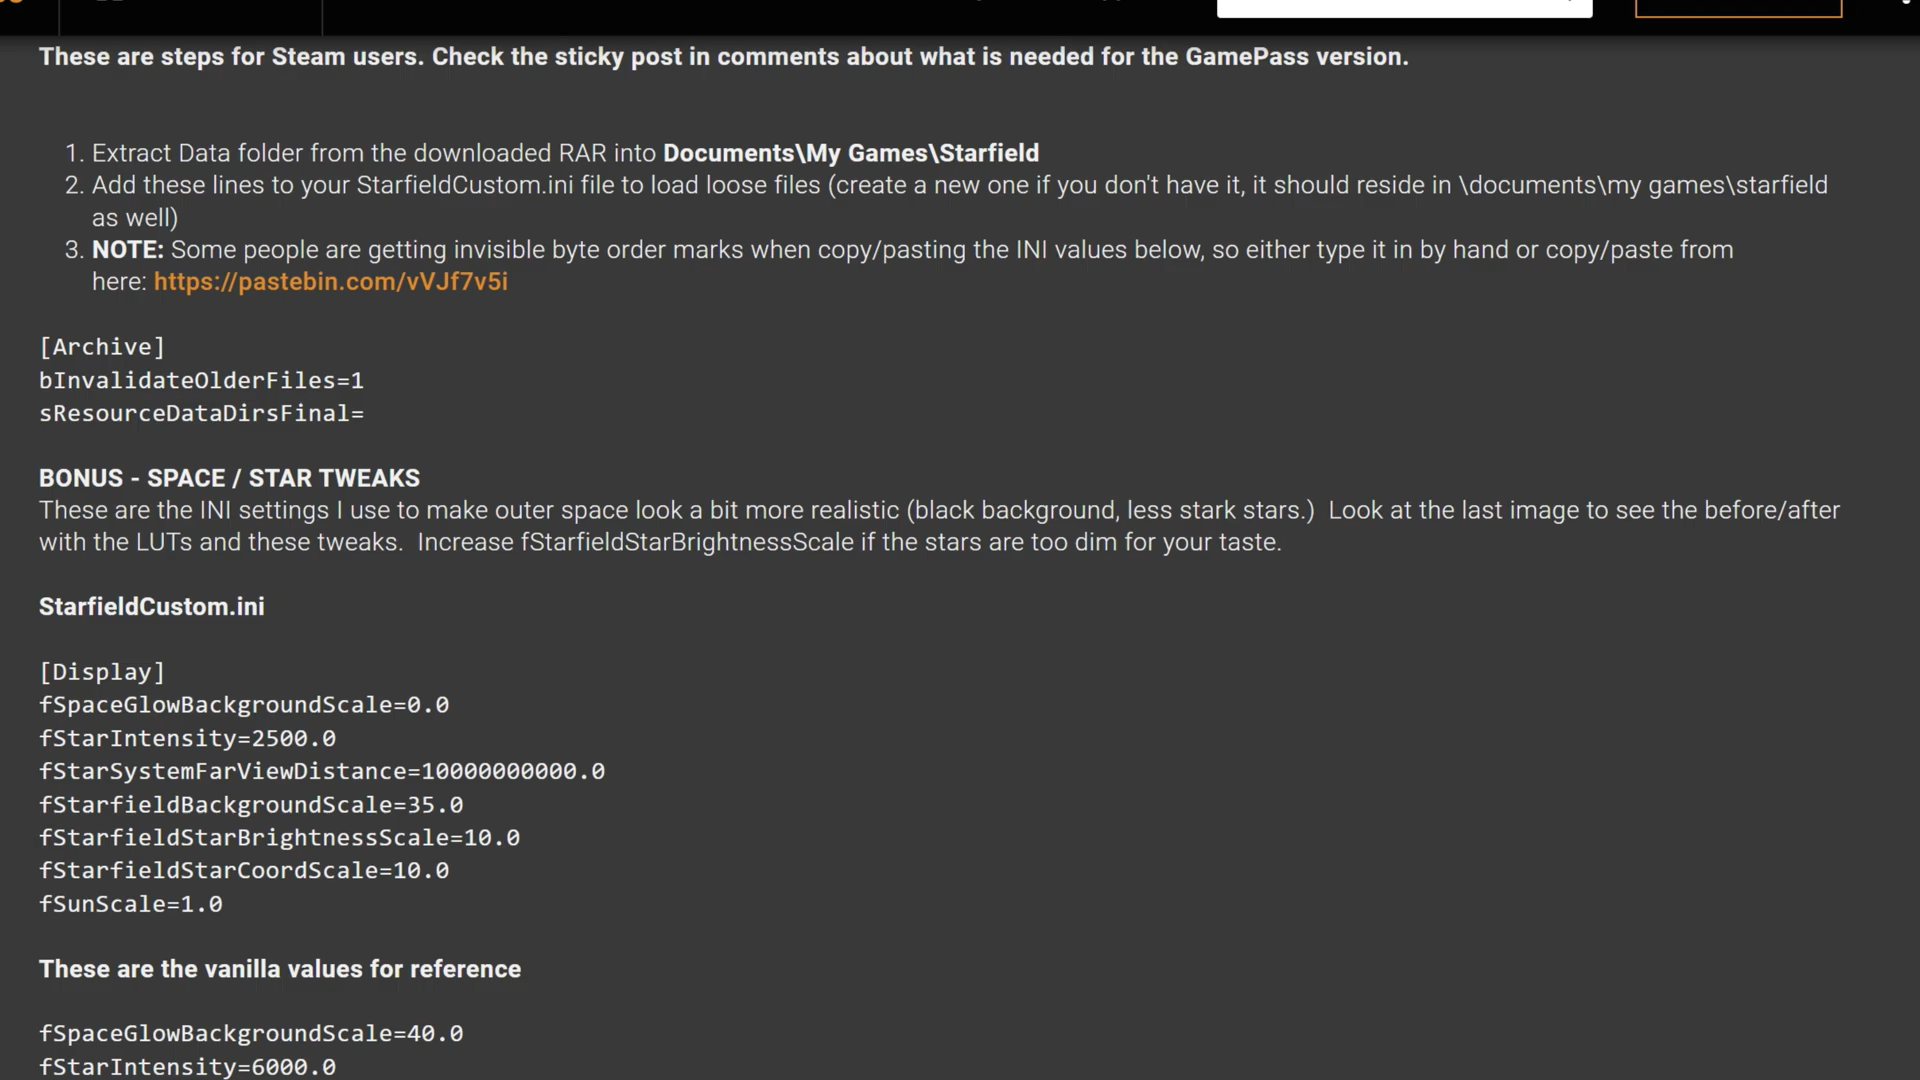 These are steps for Steam users. Check the sticky post in comments about what is needed for the GamePass version.
1. Extract Data folder from the downloaded RAR into Documents\My Games\Starfield
2. Add these lines to your StarfieldCustom.ini file to load loose files (create a new one if you don't have it, it should reside in \documents\my games\starfield
as well)
3. NOTE: Some people are getting invisible byte order marks when copy/pasting the INI values below, so either type it in by hand or copy/paste from
here: https://pastebin.com/vVJf7v5i
[Archive]
bInvalidateOlderFiles=1
sResourceDataDirsFinal=
BONUS - SPACE / STAR TWEAKS
These are the INI settings I use to make outer space look a bit more realistic (black background, less stark stars.)  Look at the last image to see the before/after
with the LUTs and these tweaks.  Increase fStarfieldStarBrightnessScale if the stars are too dim for your taste.
StarfieldCustom.ini
[Display]
fSpaceGlowBackgroundScale=0.0
fStarIntensity=2500.0
fStarSystemFarViewDistance=10000000000.0
fStarfieldBackgroundScale=35.0
fStarfieldStarBrightnessScale=10.0
fStarfieldStarCoordScale=10.0
fSunScale=1.0
These are the vanilla values for reference
fSpaceGlowBackgroundScale=40.0
fStarIntensity=6000.0